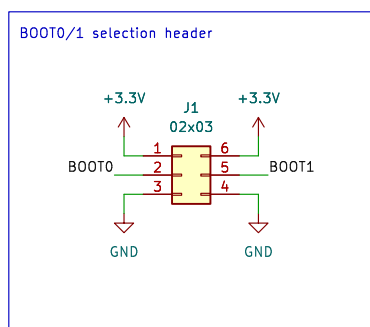 BOOT0/1 selection header
+3.3V
J1
+3.3V
02x03
1
6
BOOT0
2
5
BOOT1
3
4
GND
GND